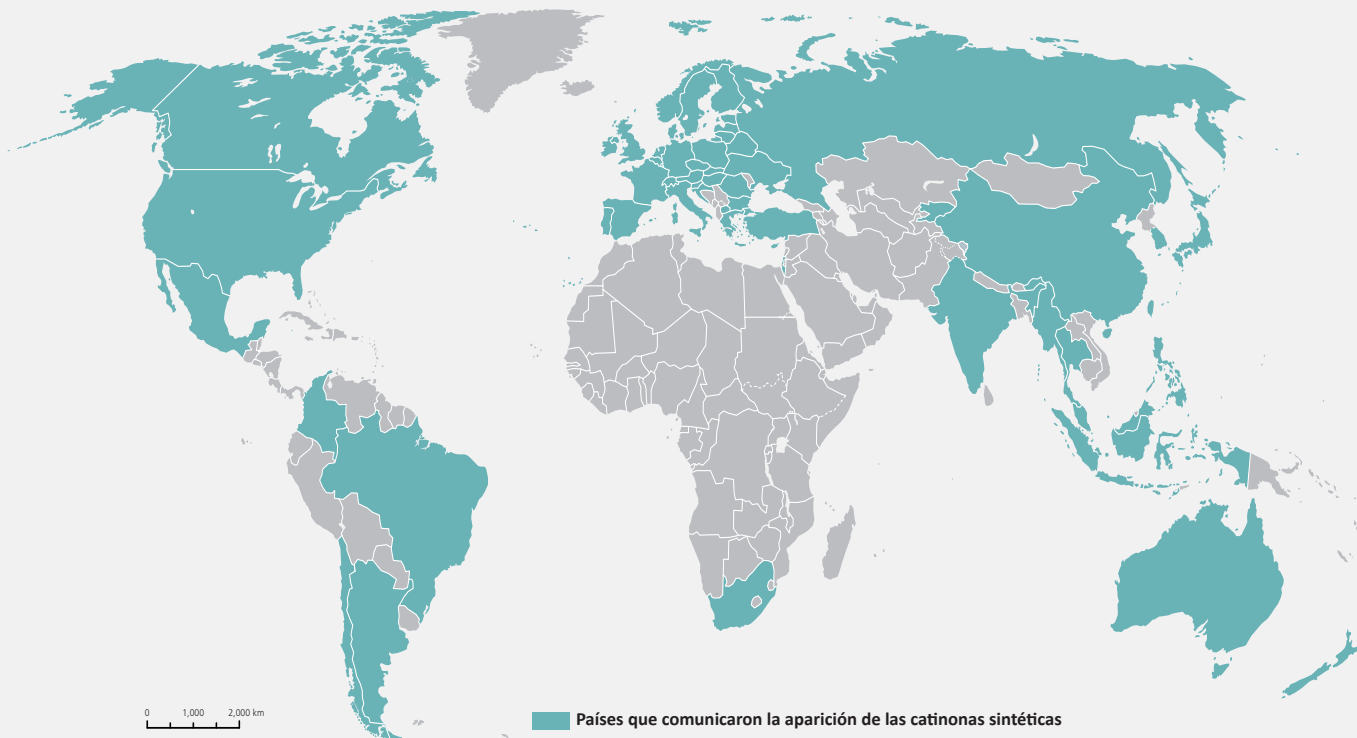 0 1,000 2,000 km
Países que comunicaron la aparición de las catinonas sintéticas